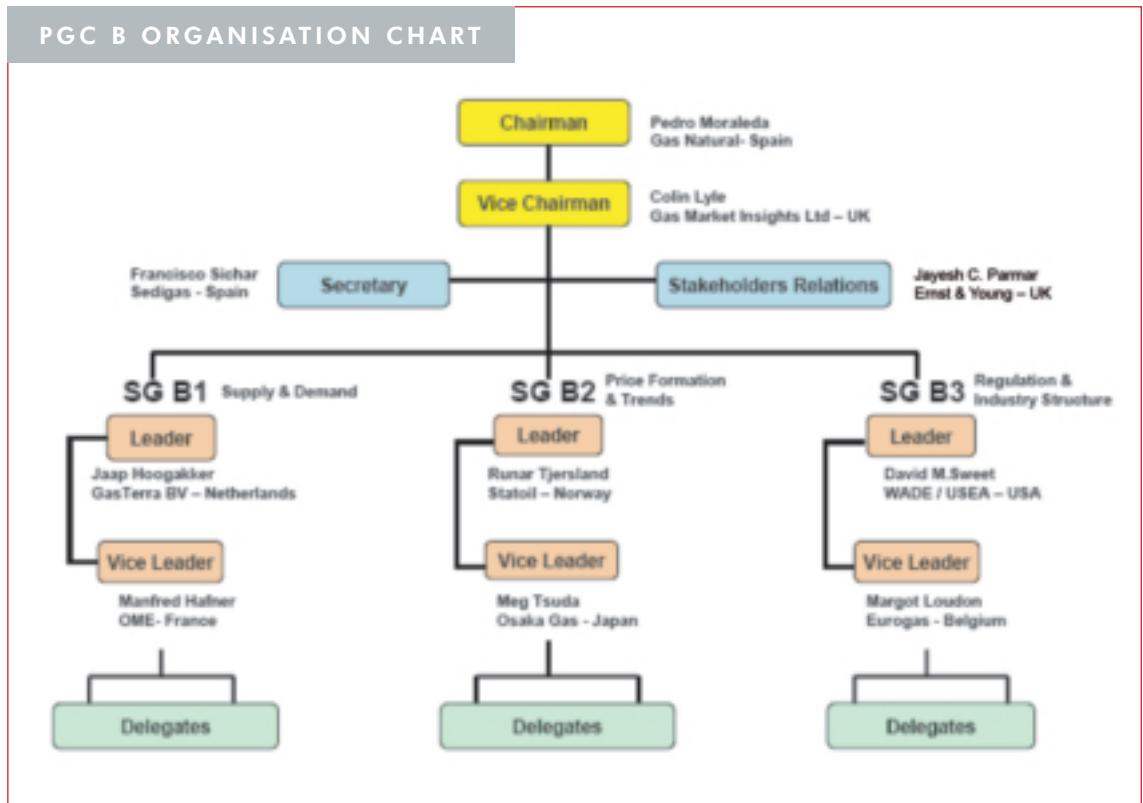 PGC B ORGANISATION CHART
Chairman
Pedro Moraleda
Gas Natural- Spain
Vice Chairman
Colin Lyle
Gas Market Insights Ltd – UK
Francisco Sichar
Sedigas - Spain
Secretary
Stakeholders Relations
Jayesh C. Parmar
Ernst & Young – UK
SG B1
Supply & Demand
Leader
Jaap Hoogakker
GasTerra BV – Netherlands
Vice Leader
Manfred Hafner
OME- France
Delegates
SG B2
Price Formation
& Trends
Leader
Runar Tjersland
Statoil – Norway
Vice Leader
Meg Tsuda
Osaka Gas - Japan
Delegates
SG B3
Regulation &
Industry Structure
Leader
David M.Sweet
WADE / USEA – USA
Vice Leader
Margot Loudon
Eurogas - Belgium
Delegates